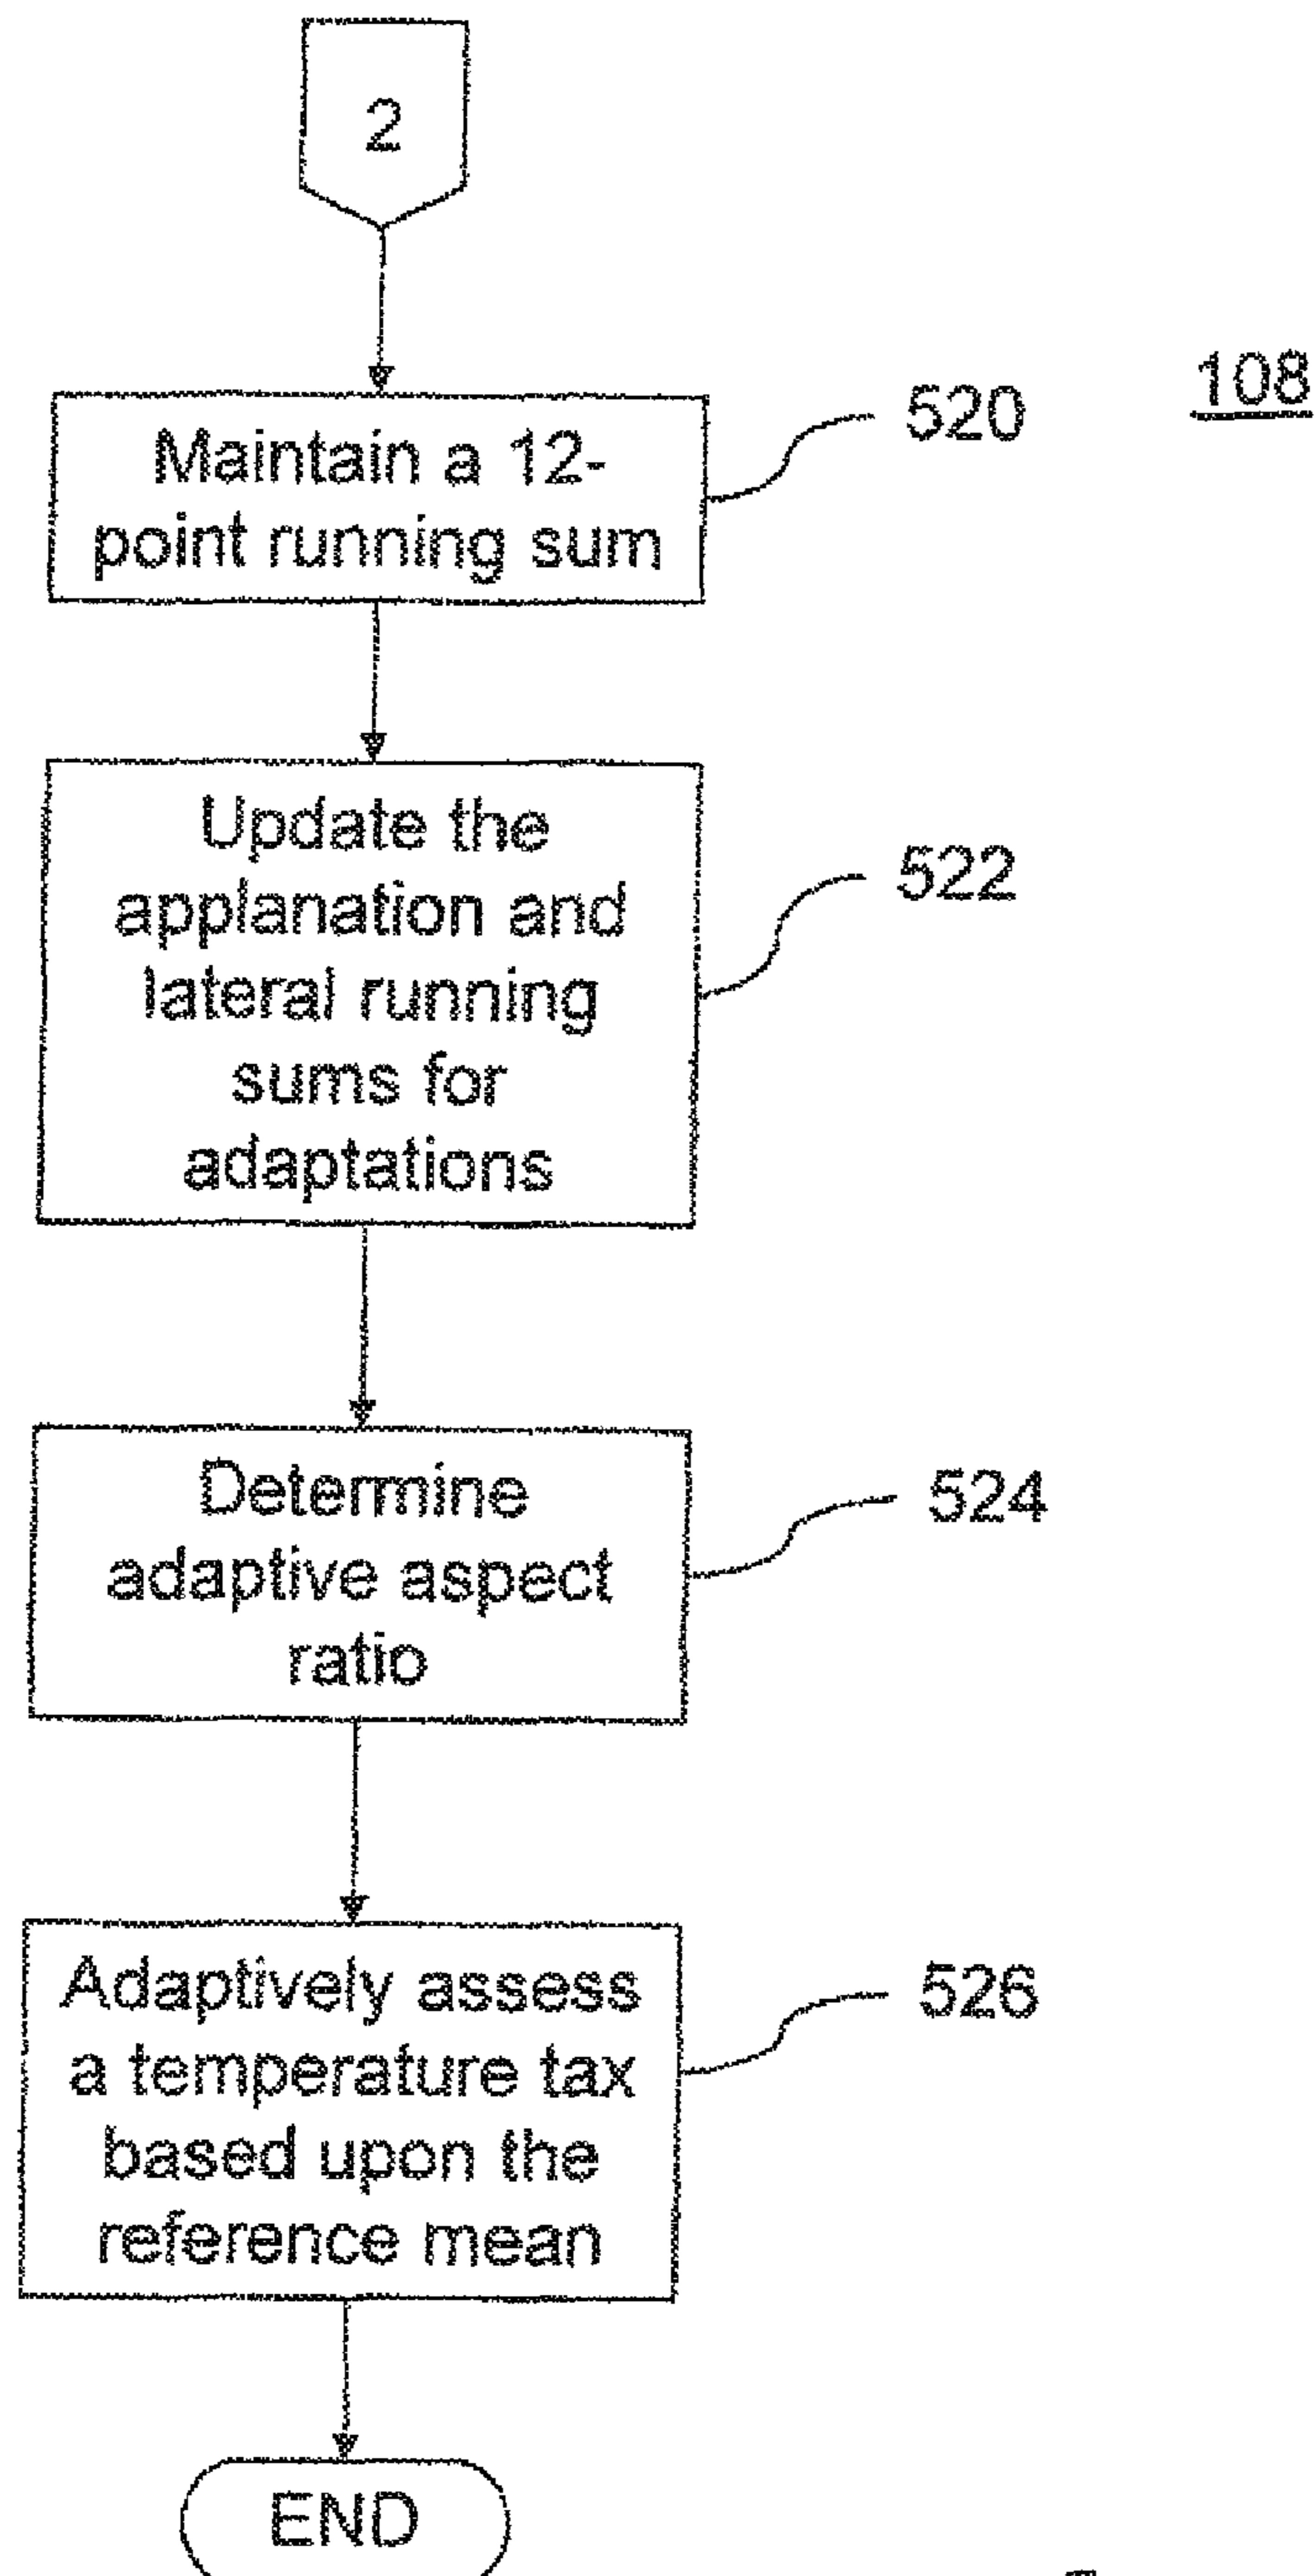 2
108
Maintain a 12-
point running sum
520
Update the
applanation and
lateral running
sums for
adaptations
522
Determine
adaptive aspect
ratio
524
Adaptively assess
a temperature tax
based upon the
reference mean
526
END